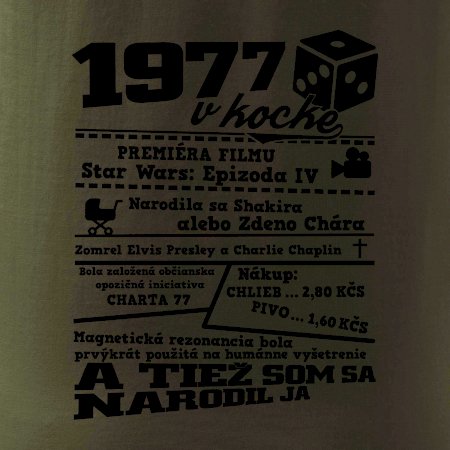 1977
v kocke
PREMIÉRA FILMU
Star Wars: Epizoda IV
Narodila sa Shakira
alebo Zdeno Chára
Zomrel Elvis Presley a Charlie Chaplin
Bola založená občianska
opozičná iniciatíva
CHARTA 77
Nákup:
CHLIEB ... 2,80 KČS
PIVO ... 1,60 KČS
Magnetická rezonancia bola
prvýkrát použitá na humánne vyšetrenie
A TIEŽ SOM SA
NARODIL JA